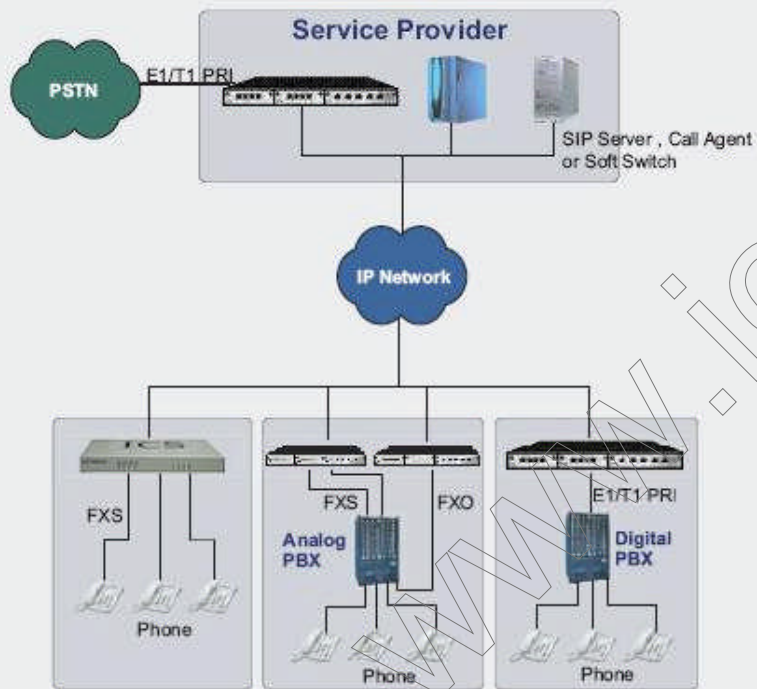 Service Provider
PSTN
E1/T1 PRI
SIP Server , Call Agent
or Soft Switch
IP Network
FXS
Phone
FXS
FXO
Analog
PBX
Phone
E1/T1 PRI
Digital
PBX
Phone